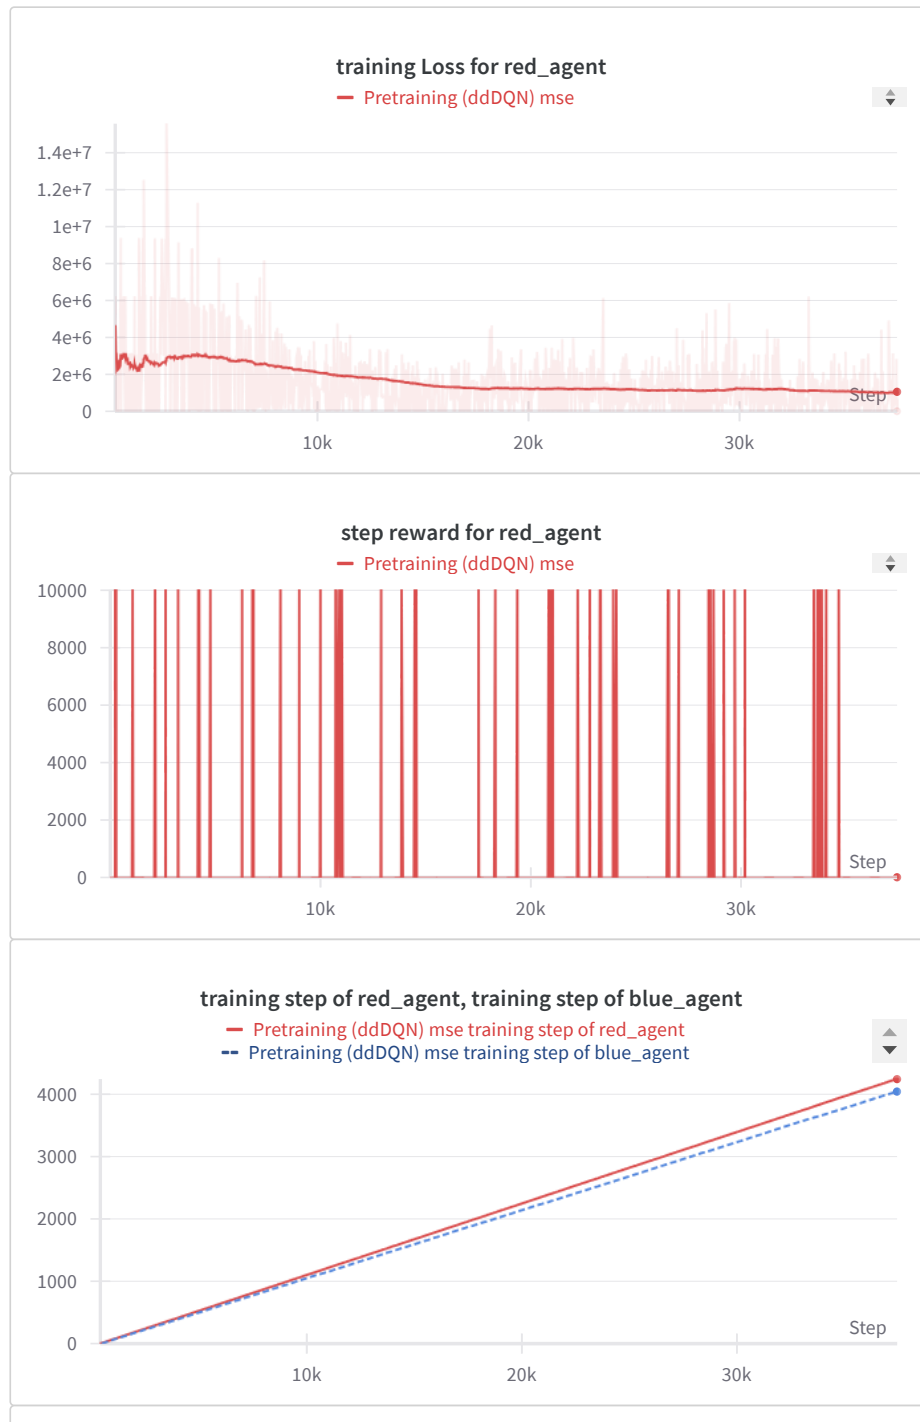 training Loss for red_agent
Pretraining (ddDQN) mse
1.4e+7
1.2e+7
1e+7
8e+6
6e+6
4e+6
2e+6
0
Step
10k 20k 30k
step reward for red_agent
Pretraining (ddDQN) mse
10000
8000
6000
4000
2000
0
Step
10k 20k 30k
training step of red_agent, training step of blue_agent
Pretraining (ddDQN) mse training step of red_agent
Pretraining (ddDQN) mse training step of blue_agent
4000
3000
2000
1000
0
Step
10k 20k 30k